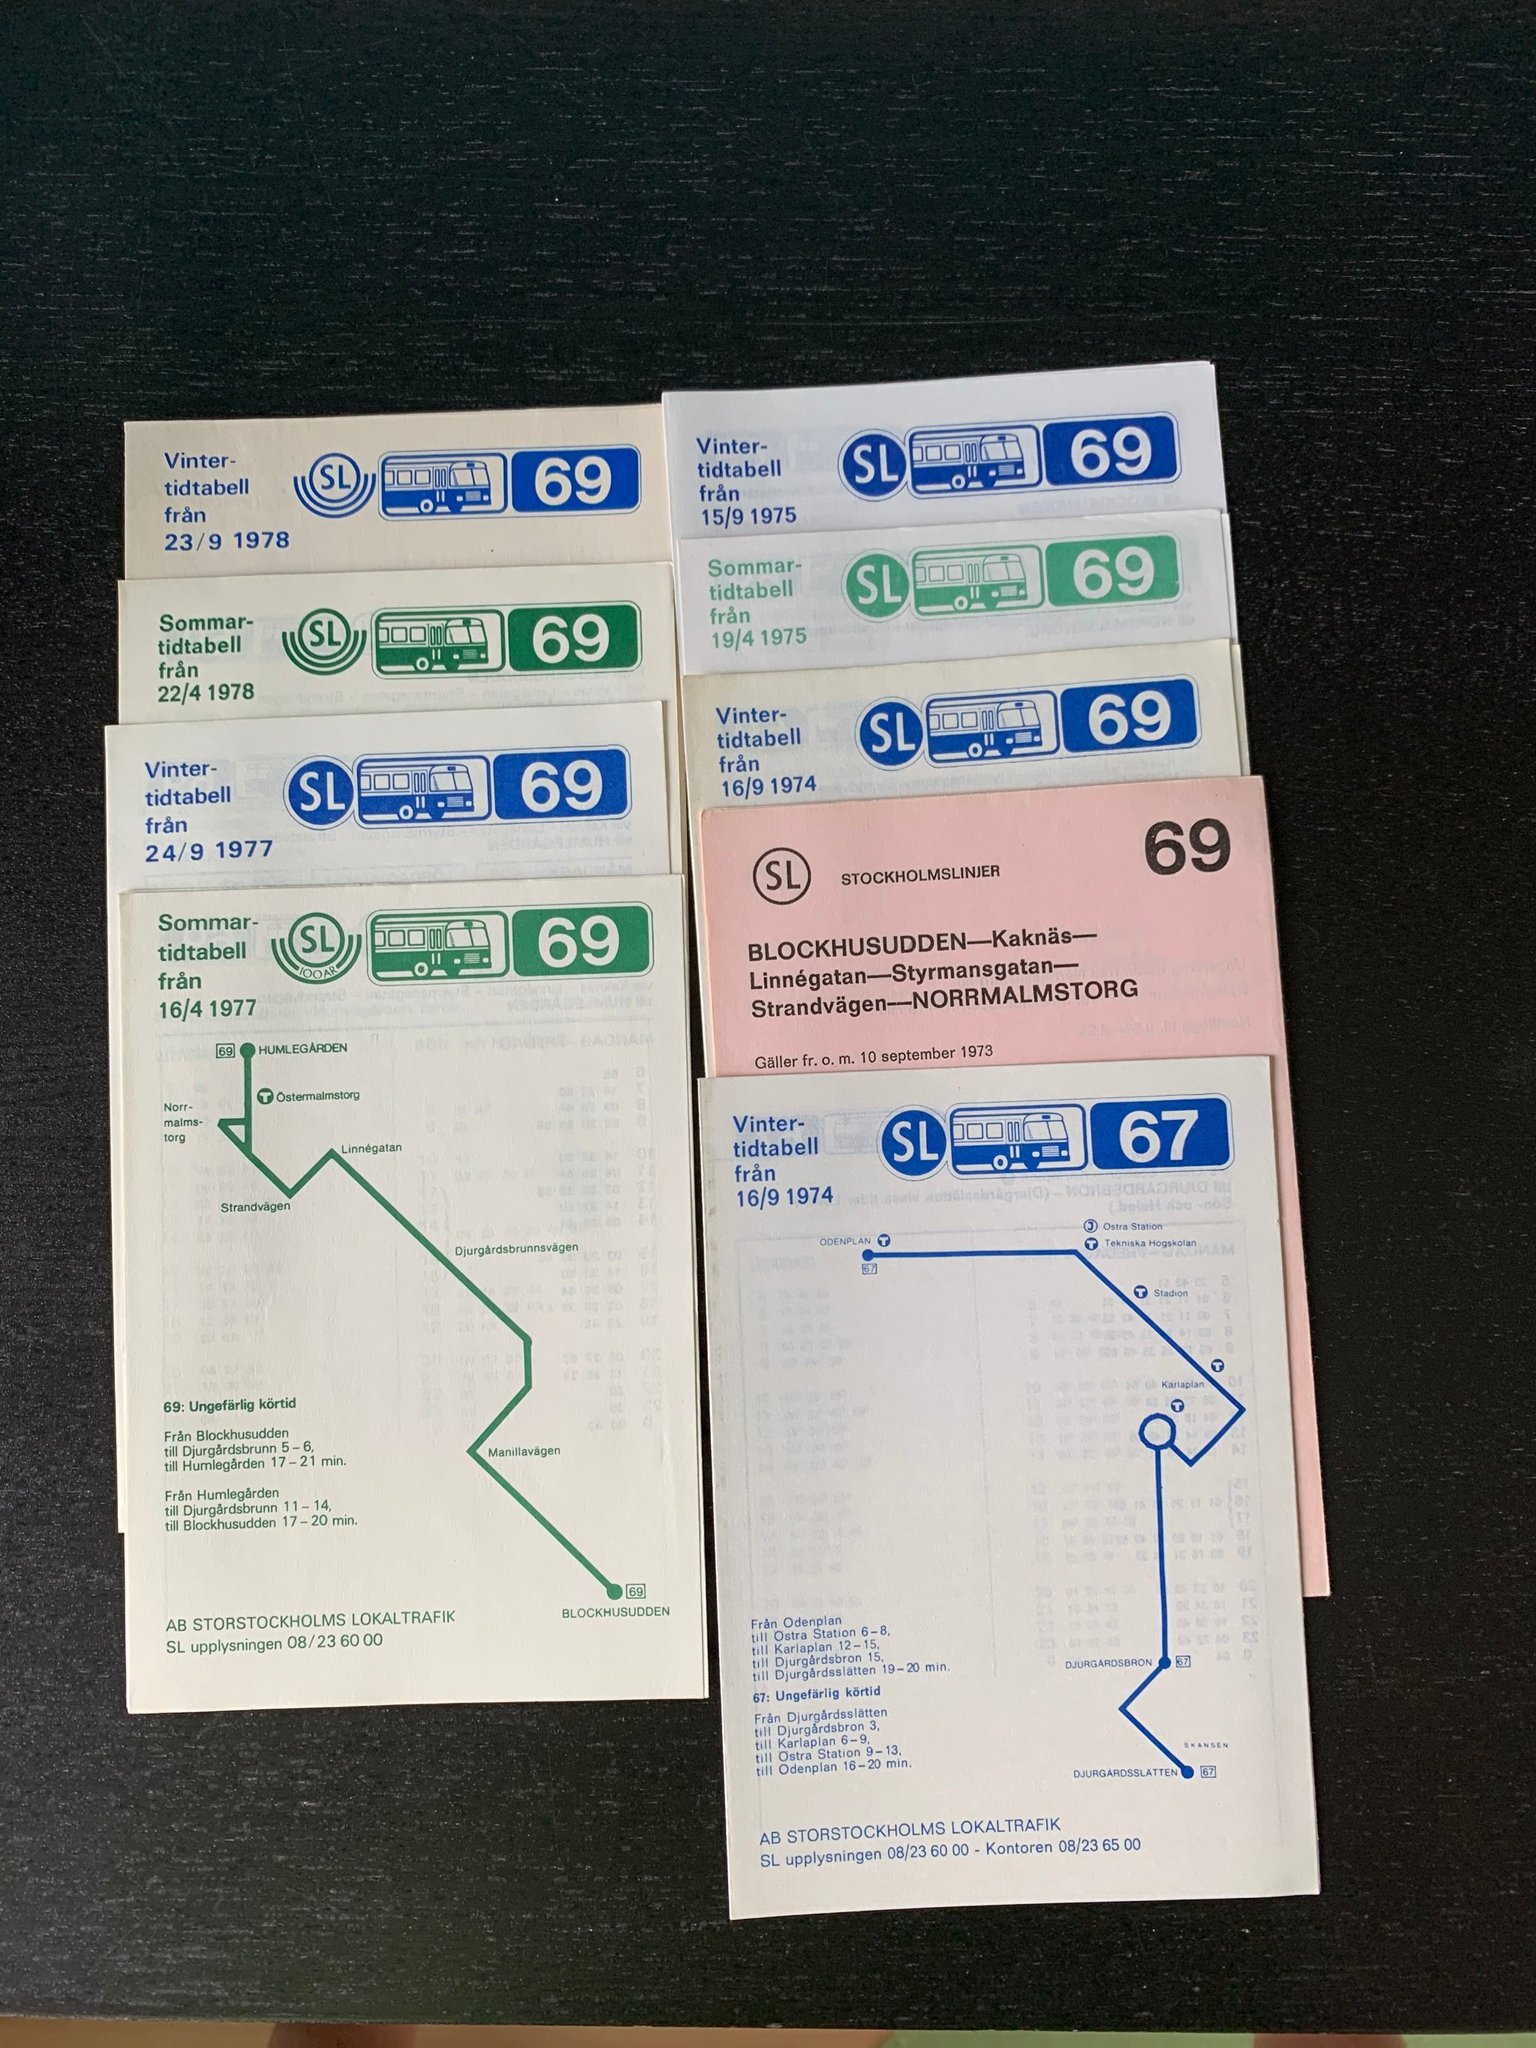 Vinter-
tidtabell
från
23/9 1978
SL
69
Sommar-
tidtabell
från
22/4 1978
SL
69
Vinter-
tidtabell
från
24/9 1977
SL
69
Sommar-
tidtabell
från
16/4 1977
SL
100 ÅR
69
69 HUMLEGÅRDEN
T Östermalmstorg
Norr-
malms-
torg
Linnégatan
Strandvägen
Djurgårdsbrunnsvägen
69: Ungefärlig körtid
Från Blockhusudden
till Djurgårdsbrunn 5–6,
till Humlegården 17–21 min.
Manillavägen
Från Humlegården
till Djurgårdsbrunn 11–14,
till Blockhusudden 17–20 min.
69
BLOCKHUSUDDEN
AB STORSTOCKHOLMS LOKALTRAFIK
SL upplysningen 08/23 60 00
Vinter-
tidtabell
från
15/9 1975
SL
69
Sommar-
tidtabell
från
19/4 1975
SL
69
Vinter-
tidtabell
från
16/9 1974
SL
69
SL STOCKHOLMSLINJER 69
BLOCKHUSUDDEN—Kaknäs—
Linnégatan—Styrmansgatan—
Strandvägen—NORRMALMSTORG
Gäller fr. o. m. 10 september 1973
Vinter-
tidtabell
från
16/9 1974
SL
67
J Östra Station
ODENPLAN T
T Tekniska Högskolan
67
T Stadion
T
Karlaplan
T
Från Odenplan
till Östra Station 6–8,
till Karlaplan 12–15,
till Djurgårdsbron 15,
till Djurgårdsslätten 19–20 min.
DJURGÅRDSBRON 67
67: Ungefärlig körtid
Från Djurgårdsslätten
till Djurgårdsbron 3,
till Karlaplan 6–9,
till Östra Station 9–13,
till Odenplan 16–20 min.
SKANSEN
DJURGÅRDSSLÄTTEN 67
AB STORSTOCKHOLMS LOKALTRAFIK
SL upplysningen 08/23 60 00 - Kontoren 08/23 65 00